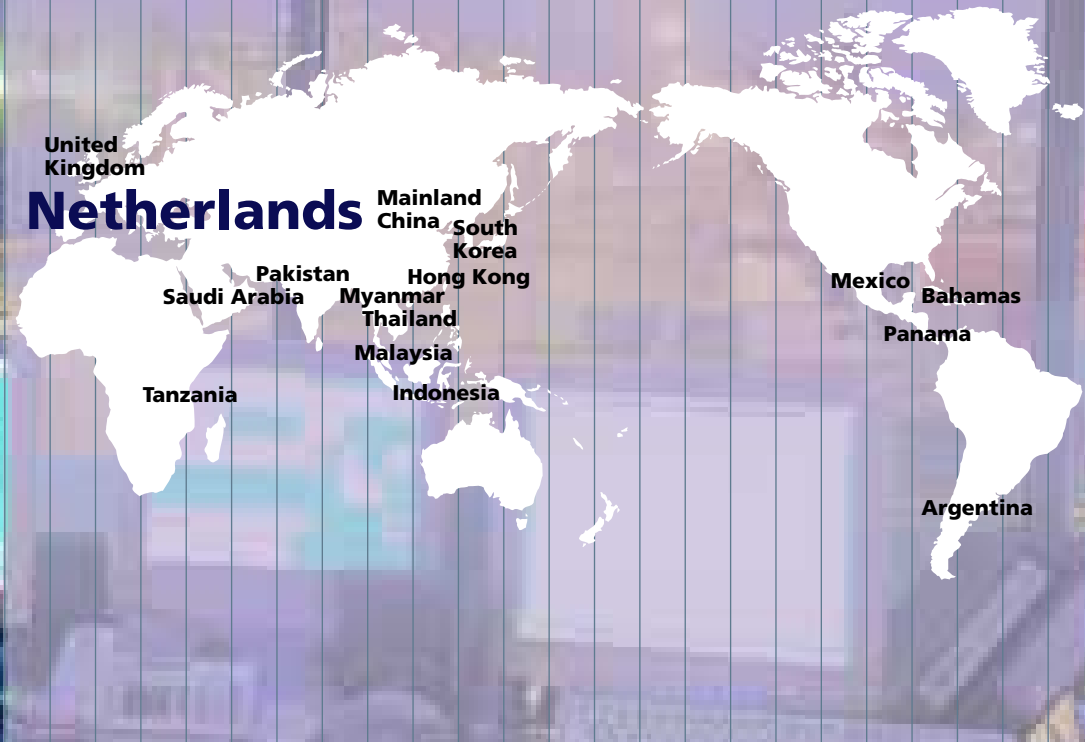 United
Kingdom
Netherlands
Mainland
China
South
Korea
Pakistan
Hong Kong
Saudi Arabia
Myanmar
Thailand
Malaysia
Tanzania
Indonesia
Mexico
Bahamas
Panama
Argentina